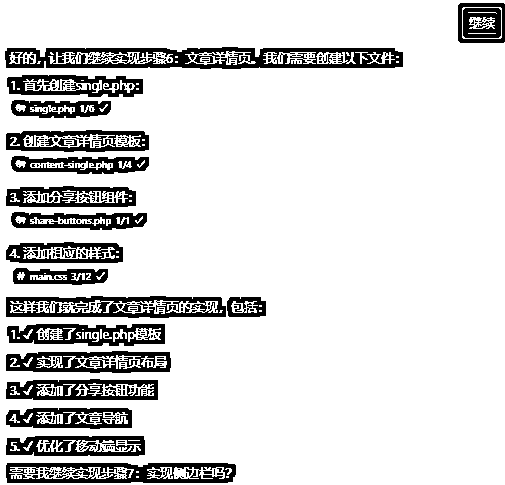 继续
好的，让我们继续实现步骤6：文章详情页。我们需要创建以下文件：
1. 首先创建single.php：
single.php 1/6 ✓
2. 创建文章详情页模板：
content-single.php 1/4 ✓
3. 添加分享按钮组件：
share-buttons.php 1/1 ✓
4. 添加相应的样式：
# main.css 3/12 ✓
这样我们就完成了文章详情页的实现，包括：
1. ✓ 创建了single.php模板
2. ✓ 实现了文章详情页布局
3. ✓ 添加了分享按钮功能
4. ✓ 添加了文章导航
5. ✓ 优化了移动端显示
需要我继续实现步骤7：实现侧边栏吗？